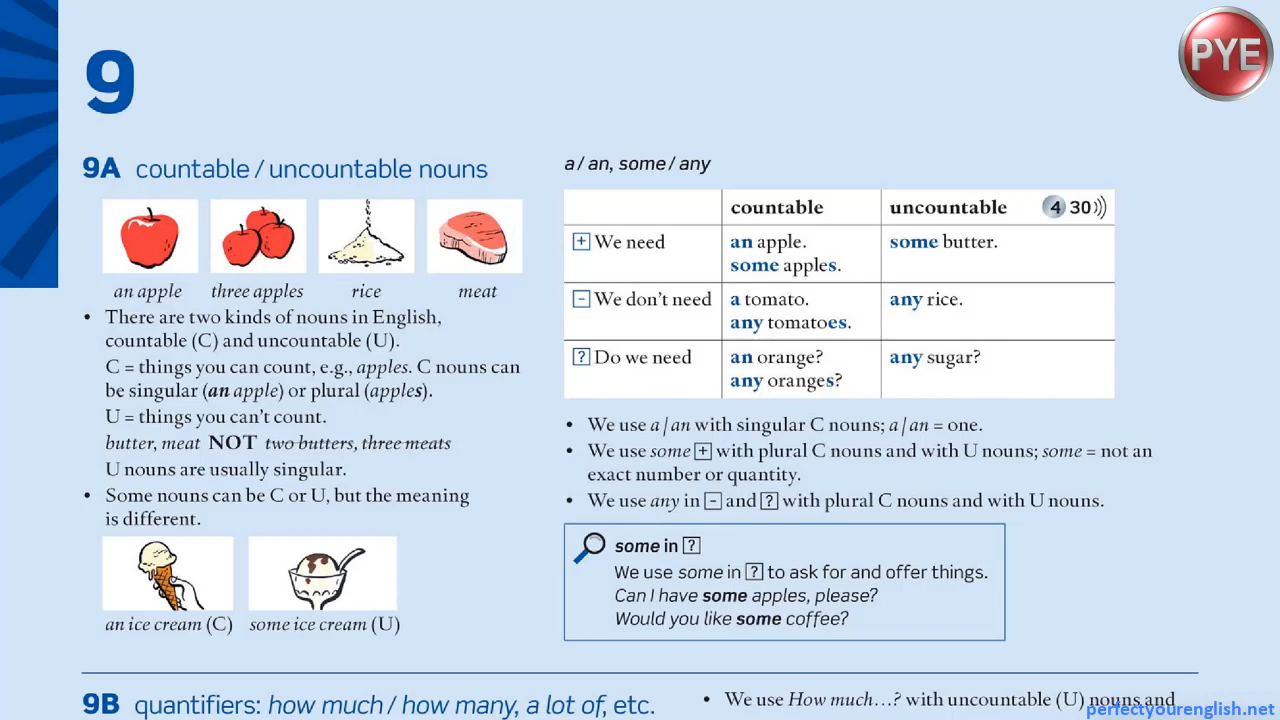 PYE
9
9A countable / uncountable nouns
an apple three apples rice meat
• There are two kinds of nouns in English,
countable (C) and uncountable (U).
C = things you can count, e.g., apples. C nouns can
be singular (an apple) or plural (apples).
U = things you can't count.
butter, meat NOT two butters, three meats
U nouns are usually singular.
• Some nouns can be C or U, but the meaning
is different.
an ice cream (C) some ice cream (U)
a / an, some / any
countable uncountable 4 30
+ We need an apple. some butter.
some apples.
- We don't need a tomato. any rice.
any tomatoes.
? Do we need an orange? any sugar?
any oranges?
• We use a / an with singular C nouns; a / an = one.
• We use some + with plural C nouns and with U nouns; some = not an
exact number or quantity.
• We use any in - and ? with plural C nouns and with U nouns.
some in ?
We use some in ? to ask for and offer things.
Can I have some apples, please?
Would you like some coffee?
9B quantifiers: how much / how many, a lot of, etc.
• We use How much...? with uncountable (U) nouns and
perfectyourenglish.net